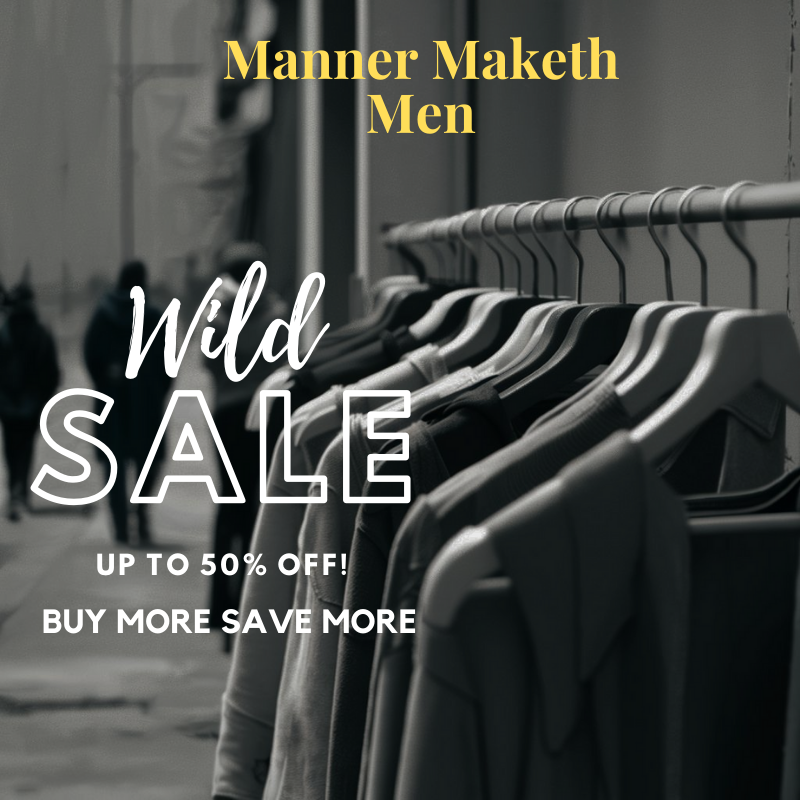 Manner Maketh
Men
Wild
SALE
UP TO 50% OFF!
BUY MORE SAVE MORE